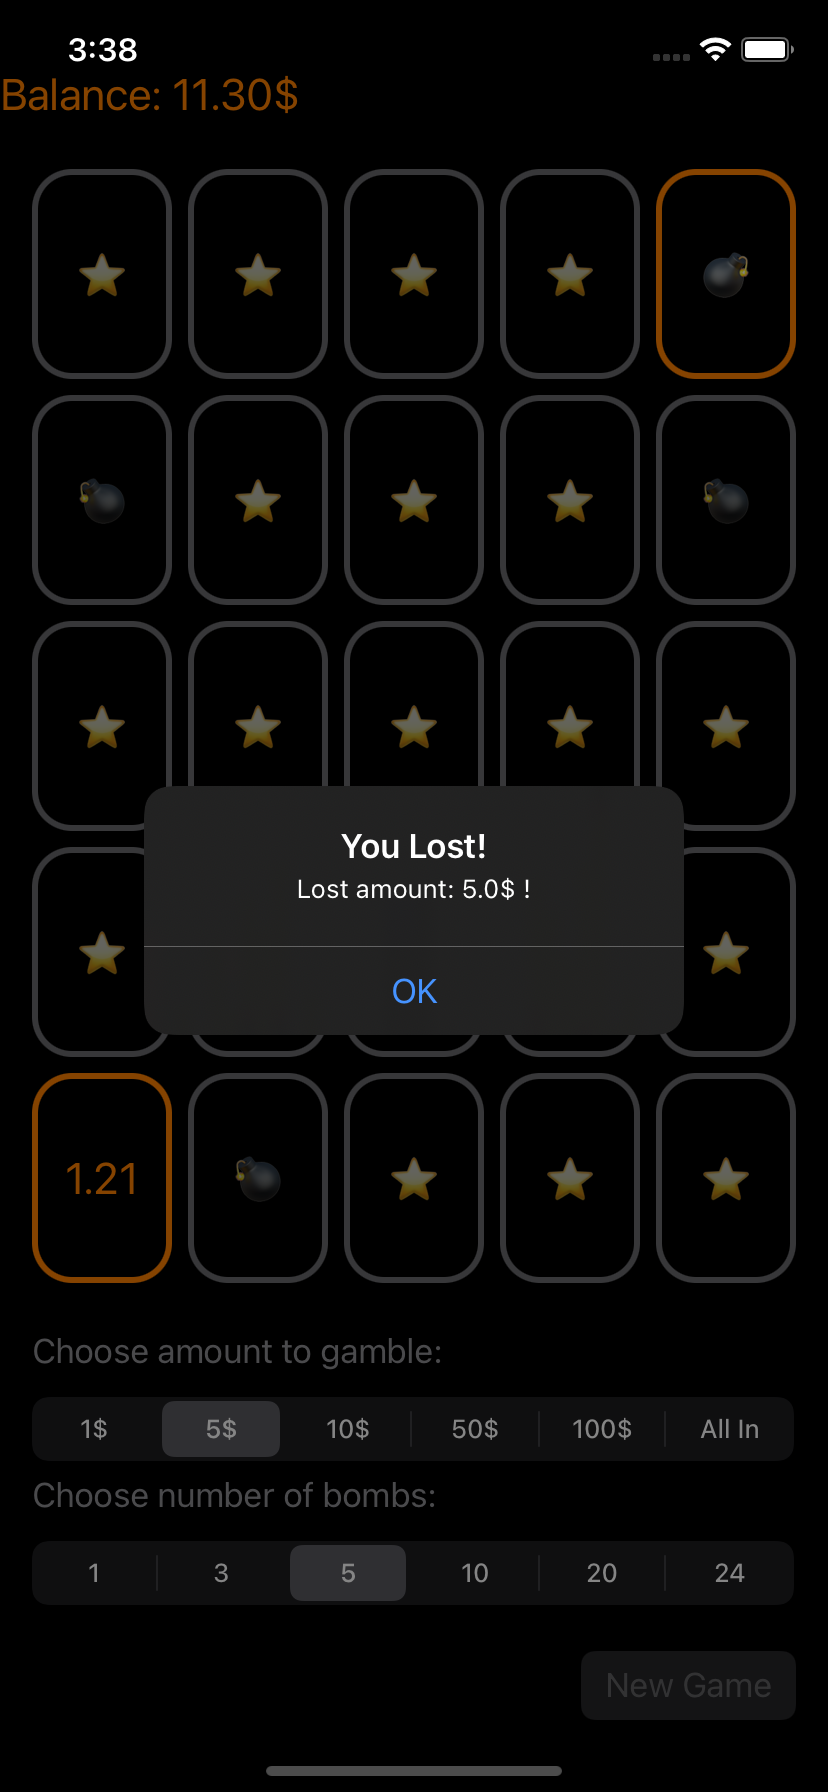 3:38
Balance: 11.30$
You Lost!
Lost amount: 5.0$ !
OK
1.21
Choose amount to gamble:
1$ 5$ 10$ 50$ 100$ All In
Choose number of bombs:
1 3 5 10 20 24
New Game